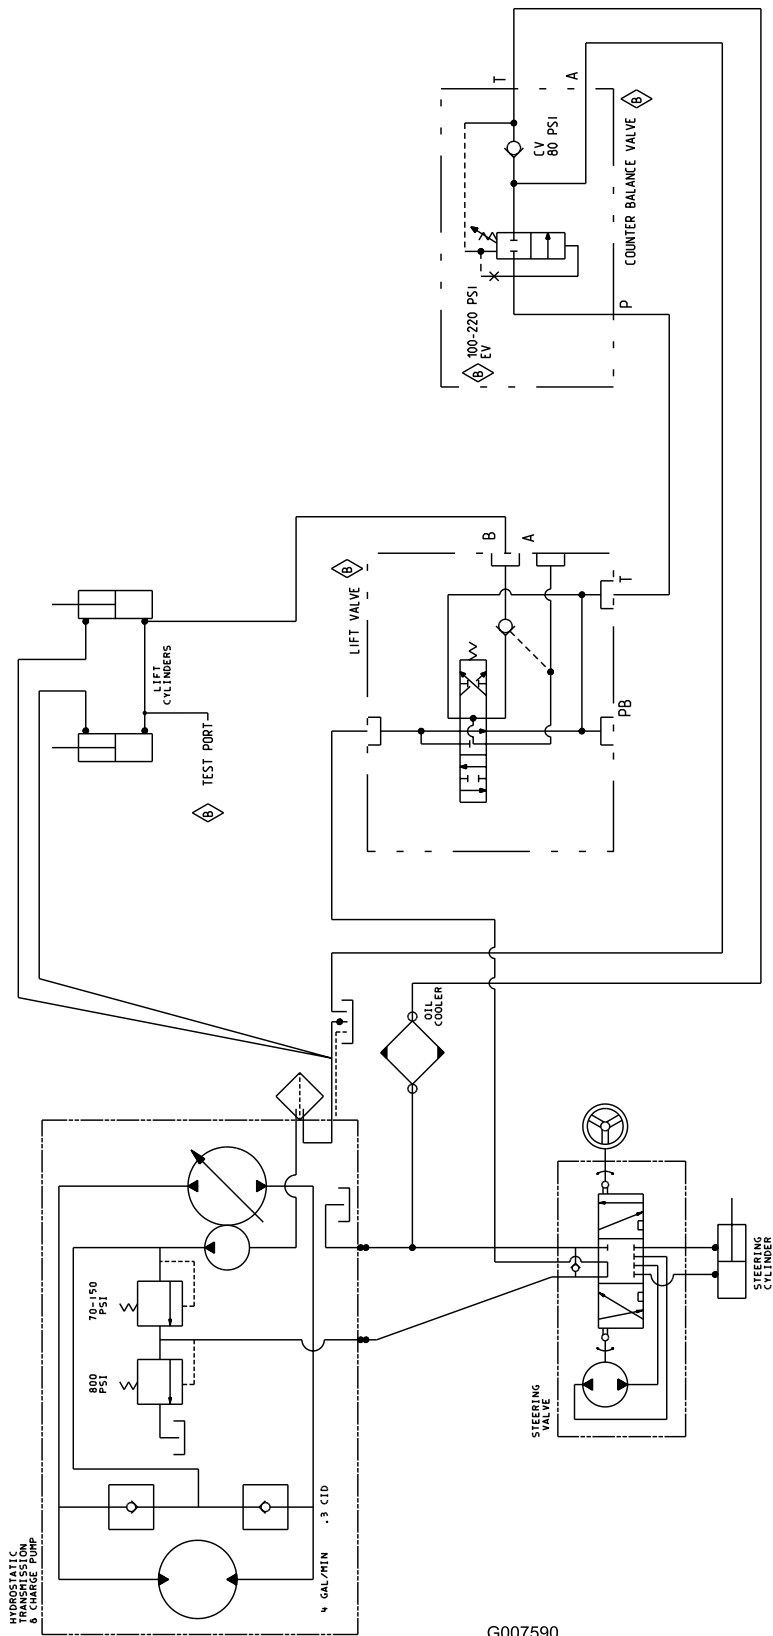 T
A
B
CV
80 PSI
COUNTER BALANCE VALVE
100-220 PSI
EV
B
P
B
A
B
LIFT VALVE
T
PB
LIFT
CYLINDERS
TEST PORT
B
OIL
COOLER
70-150
PSI
800
PSI
STEERING
CYLINDER
STEERING
VALVE
HYDROSTATIC
TRANSMISSION
& CHARGE PUMP
4 GAL/MIN .3 CID
G007590